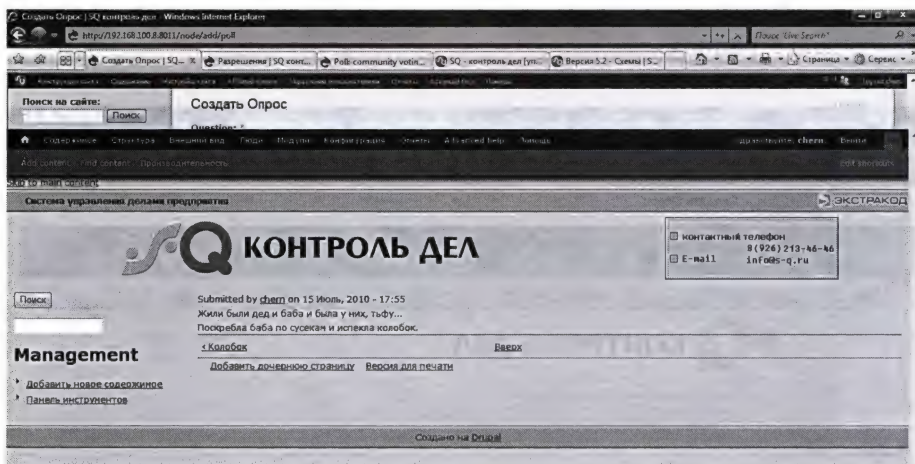 Создать Опрос | SQ контроль дел - Windows Internet Explorer
http://192.168.100.8:8011/node/add/poll
Поиск "Live Search"
Создать Опрос | SQ... Разрешения | SQ конт... Poll: community votin... SQ - контроль дел [уп... Версия 5.2 - Схемы | S...
Страница Сервис
Поиск на сайте:
Поиск
Создать Опрос
Question: *
Содержимое Структура Внешний вид Люди Модули Конфигурация Отчеты Advanced help Помощь
chern Выйти
Add content Find content Производительность
edit shortcuts
Skip to main content
Система управления делами предприятия
ЭКСТРАКОД
SQ КОНТРОЛЬ ДЕЛ
контактный телефон
8(926)213-46-46
E-mail info@s-q.ru
Поиск
Submitted by chern on 15 Июль, 2010 - 17:55
Жили были дед и баба и была у них, тьфу...
Поскребла баба по сусекам и испекла колобок.
‹ Колобок Вверх
Добавить дочернюю страницу Версия для печати
Management
Добавить новое содержимое
Панель инструментов
Создано на Drupal